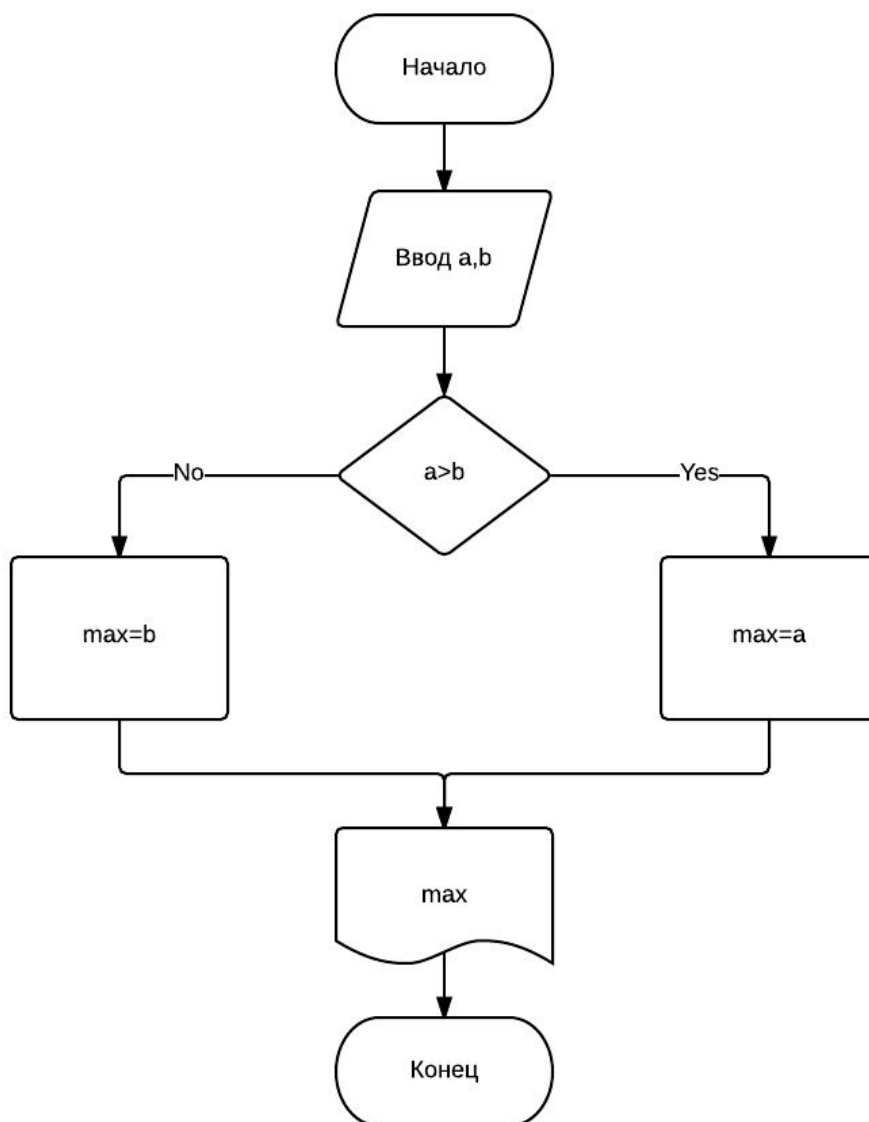 Начало
Ввод a,b
a>b
No
Yes
max=b
max=a
max
Конец